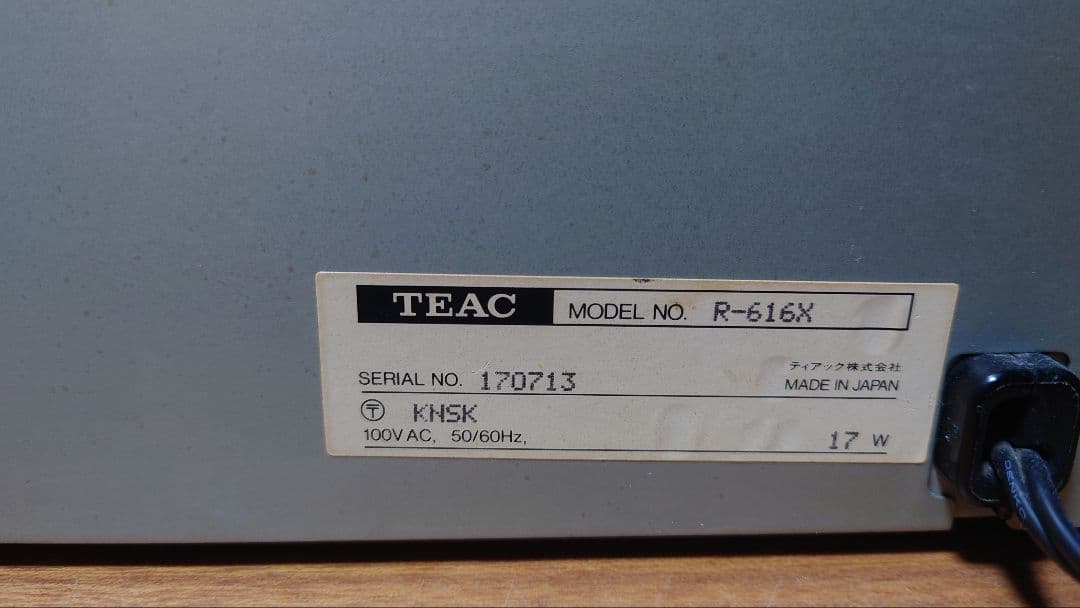 TEAC MODEL NO. R-616X
ティアック株式会社
SERIAL NO. 170713 MADE IN JAPAN
〒 KNSK
100V AC, 50/60Hz, 17 W
DENKO